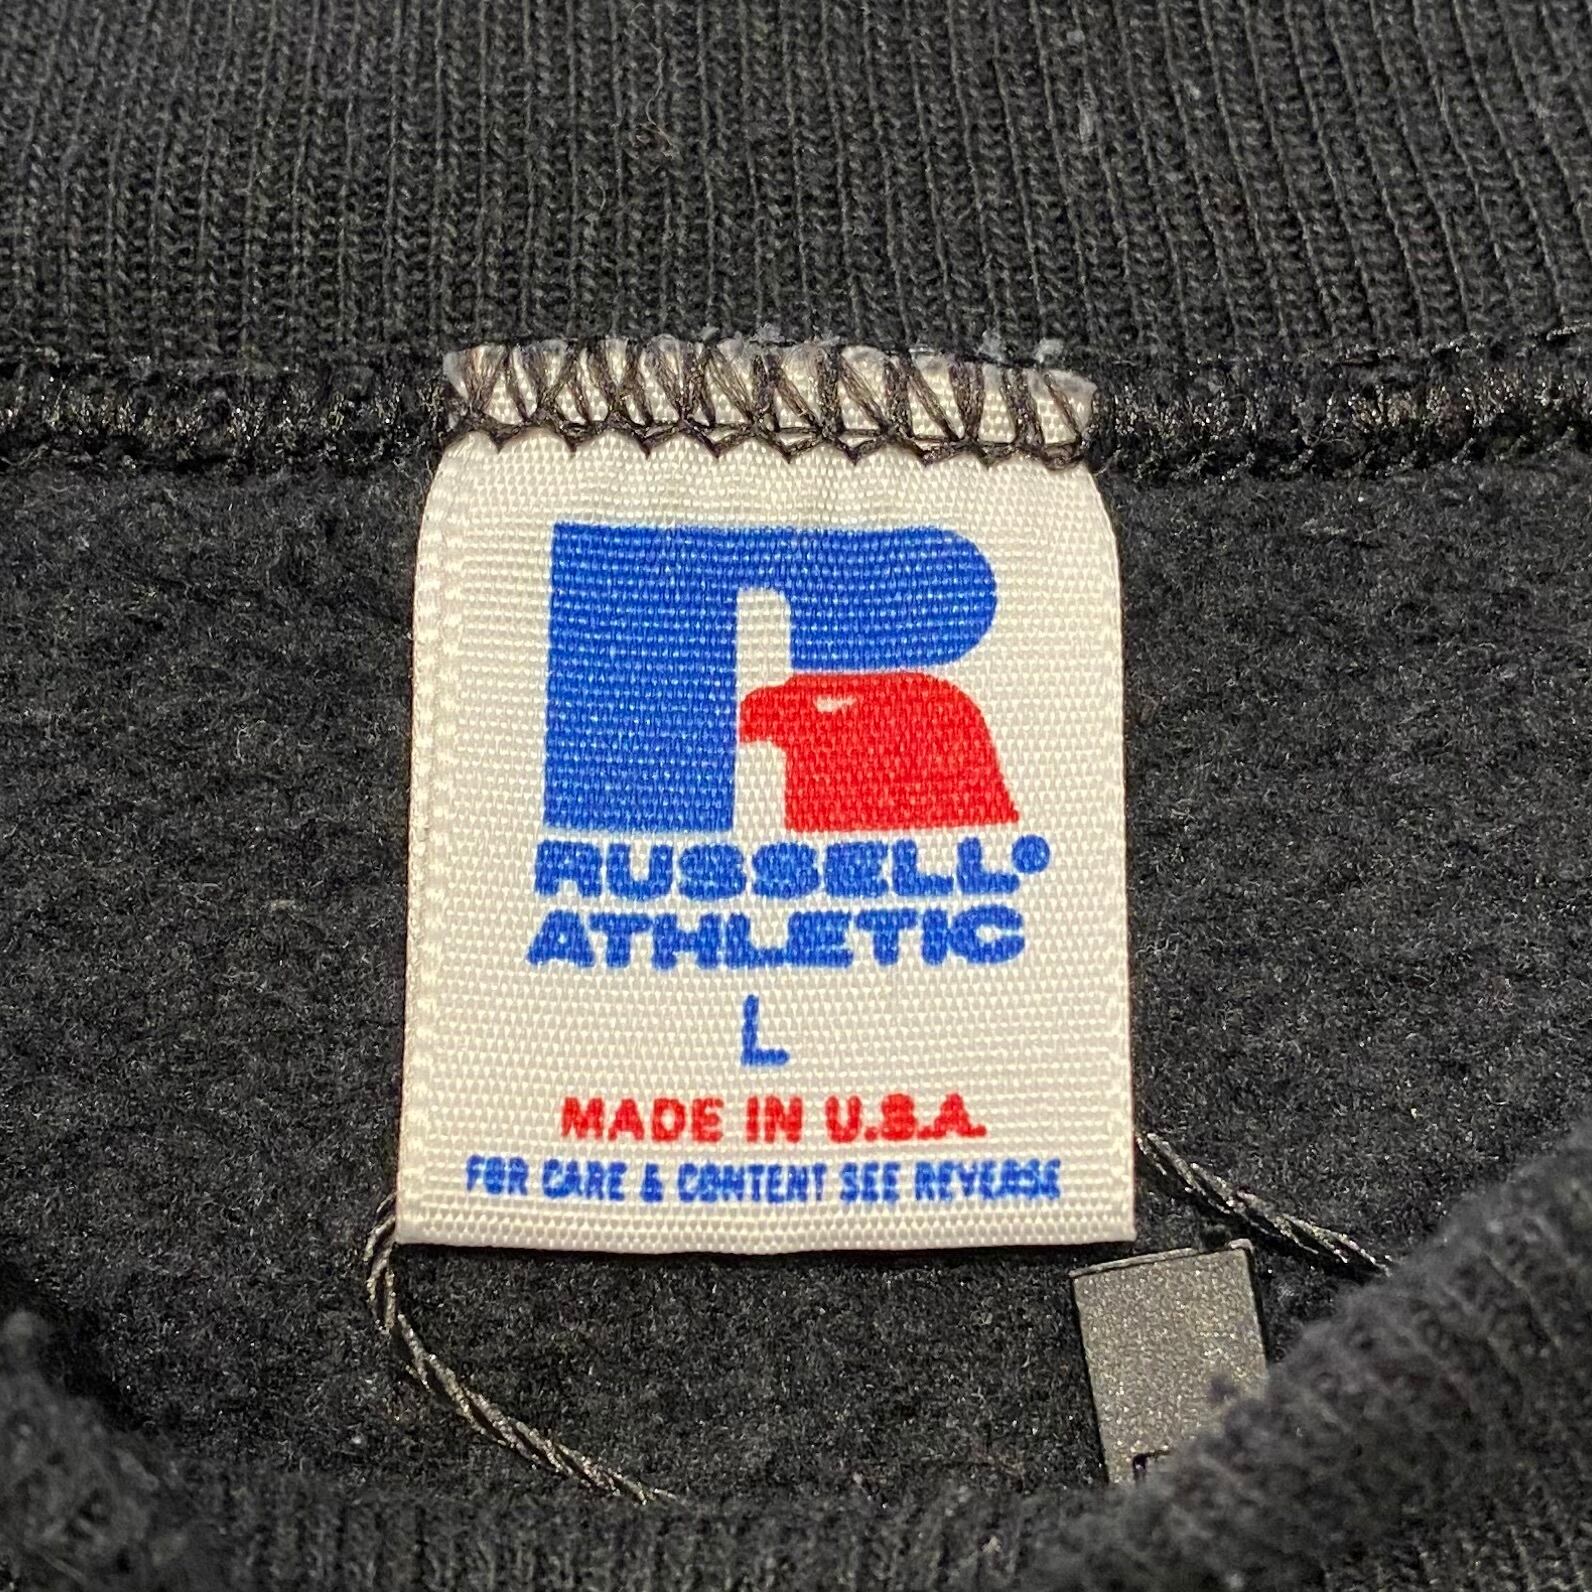 R
RUSSELL
ATHLETIC
L
MADE IN U.S.A.
FOR CARE & CONTENT SEE REVERSE